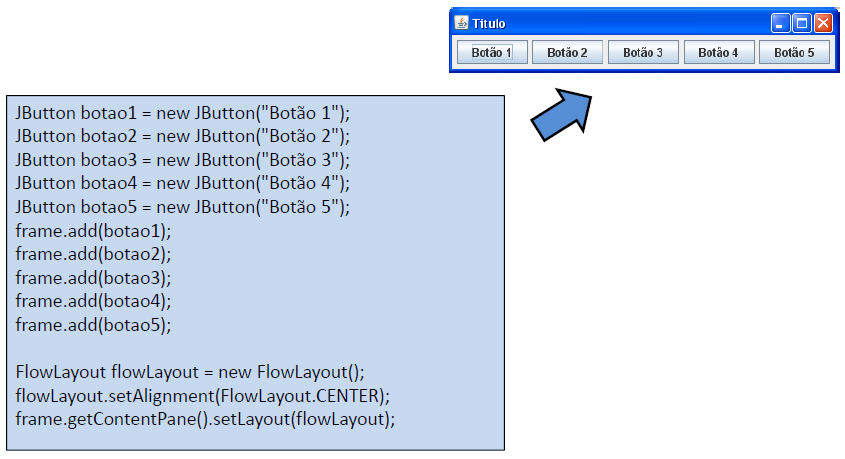 Título
Botão 1 Botão 2 Botão 3 Botão 4 Botão 5
JButton botao1 = new JButton("Botão 1");
JButton botao2 = new JButton("Botão 2");
JButton botao3 = new JButton("Botão 3");
JButton botao4 = new JButton("Botão 4");
JButton botao5 = new JButton("Botão 5");
frame.add(botao1);
frame.add(botao2);
frame.add(botao3);
frame.add(botao4);
frame.add(botao5);
FlowLayout flowLayout = new FlowLayout();
flowLayout.setAlignment(FlowLayout.CENTER);
frame.getContentPane().setLayout(flowLayout);